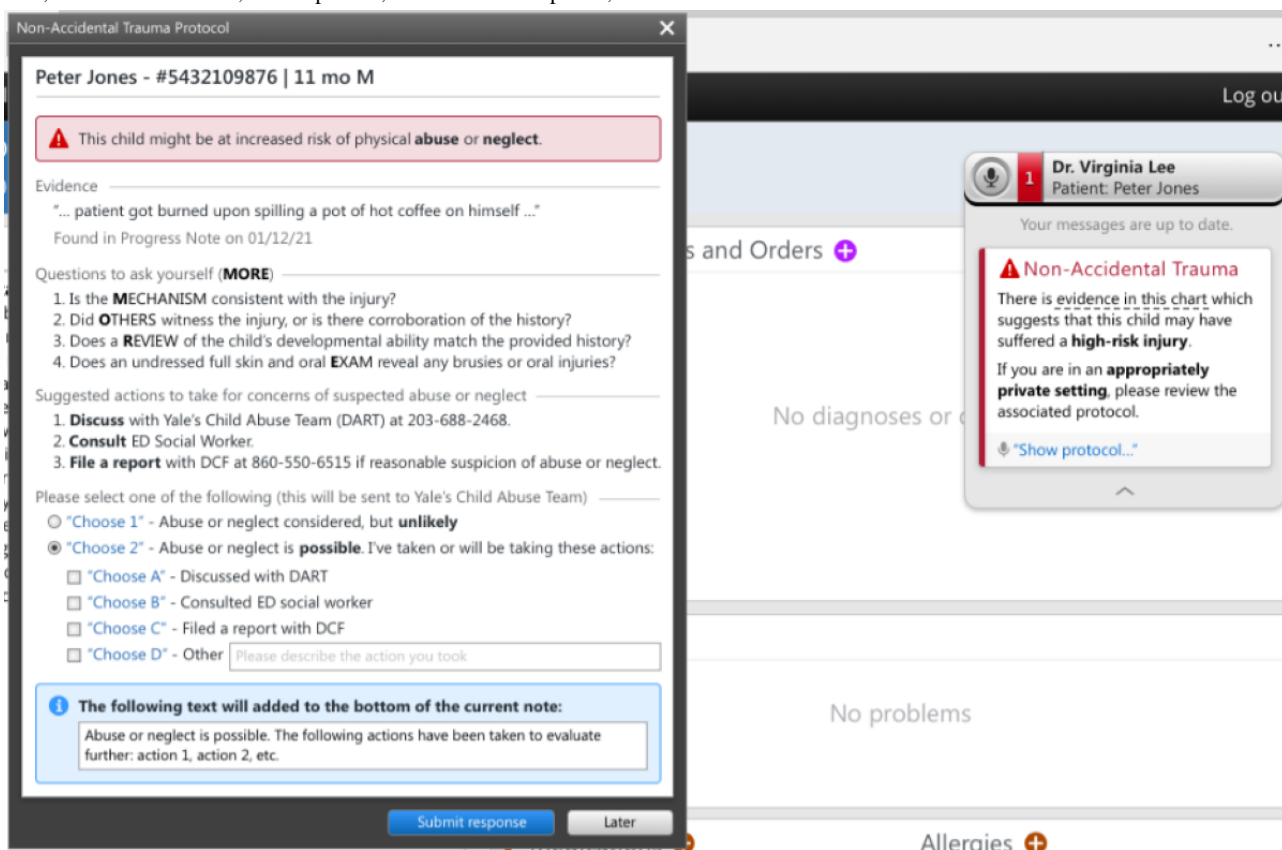 Non-Accidental Trauma Protocol
Peter Jones - #5432109876 | 11 mo M
This child might be at increased risk of physical abuse or neglect.
Evidence
"... patient got burned upon spilling a pot of hot coffee on himself ..."
Found in Progress Note on 01/12/21
Questions to ask yourself (MORE)
1. Is the MECHANISM consistent with the injury?
2. Did OTHERS witness the injury, or is there corroboration of the history?
3. Does a REVIEW of the child's developmental ability match the provided history?
4. Does an undressed full skin and oral EXAM reveal any brusies or oral injuries?
Suggested actions to take for concerns of suspected abuse or neglect
1. Discuss with Yale's Child Abuse Team (DART) at 203-688-2468.
2. Consult ED Social Worker.
3. File a report with DCF at 860-550-6515 if reasonable suspicion of abuse or neglect.
Please select one of the following (this will be sent to Yale's Child Abuse Team)
"Choose 1" - Abuse or neglect considered, but unlikely
"Choose 2" - Abuse or neglect is possible. I've taken or will be taking these actions:
"Choose A" - Discussed with DART
"Choose B" - Consulted ED social worker
"Choose C" - Filed a report with DCF
"Choose D" - Other Please describe the action you took
The following text will added to the bottom of the current note:
Abuse or neglect is possible. The following actions have been taken to evaluate
further: action 1, action 2, etc.
Submit response Later
Log ou
1
Dr. Virginia Lee
Patient: Peter Jones
Your messages are up to date.
Non-Accidental Trauma
There is evidence in this chart which
suggests that this child may have
suffered a high-risk injury.
If you are in an appropriately
private setting, please review the
associated protocol.
"Show protocol..."
s and Orders
No diagnoses or
No problems
Allergies